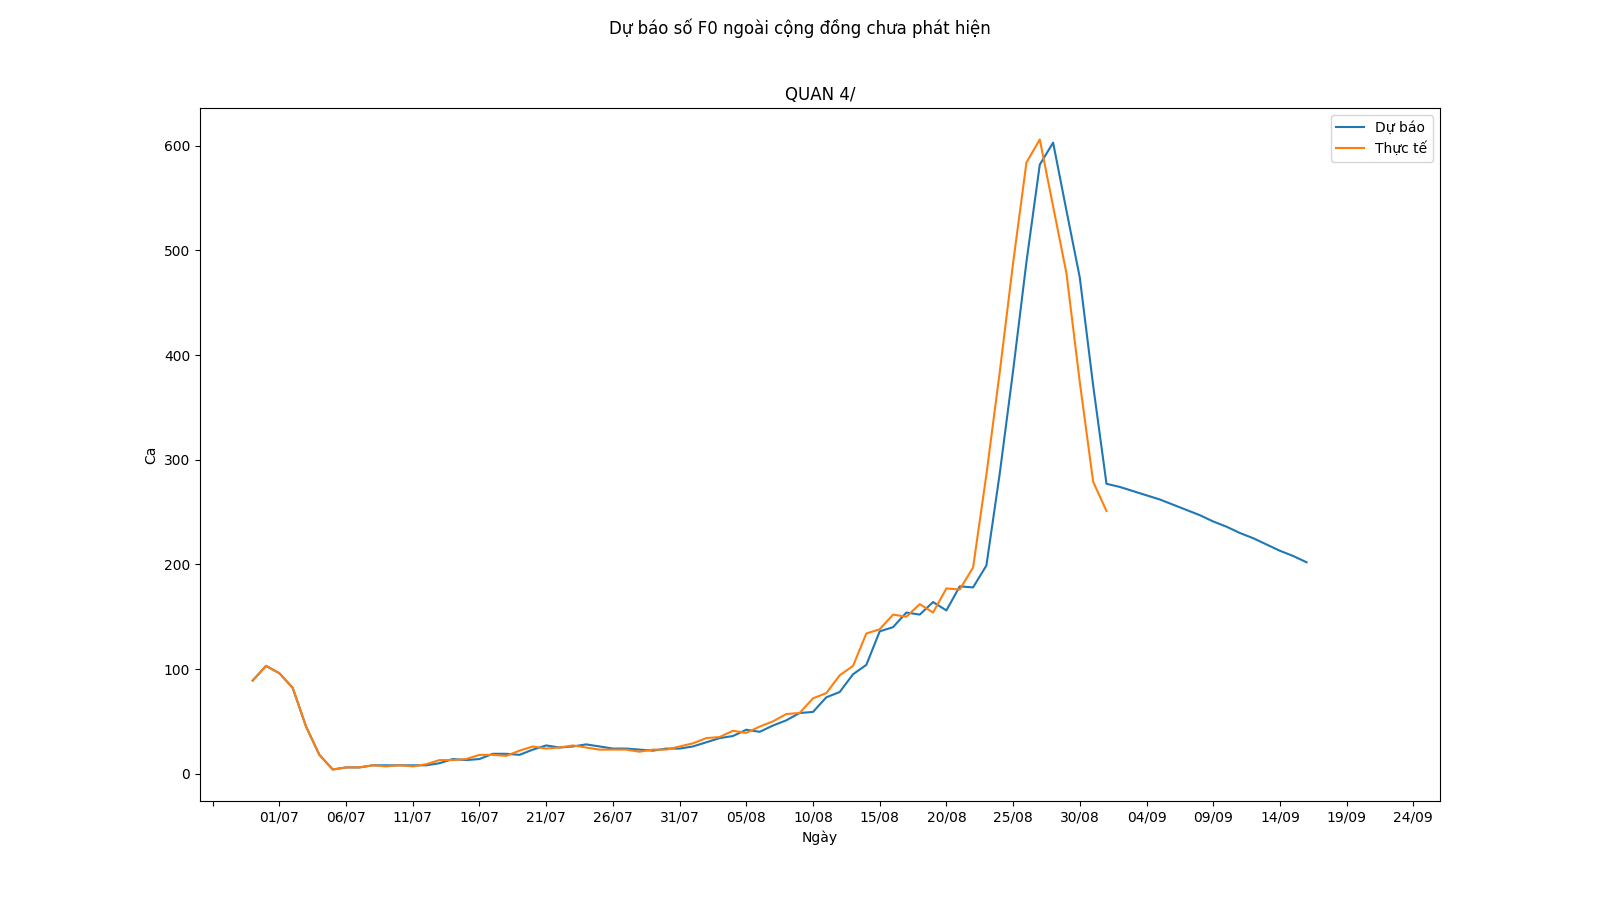 Dự báo số F0 ngoài cộng đồng chưa phát hiện
QUAN 4/
Dự báo
Thực tế
600
500
400
300
200
100
0
Ca
01/07 06/07 11/07 16/07 21/07 26/07 31/07 05/08 10/08 15/08 20/08 25/08 30/08 04/09 09/09 14/09 19/09 24/09
Ngày